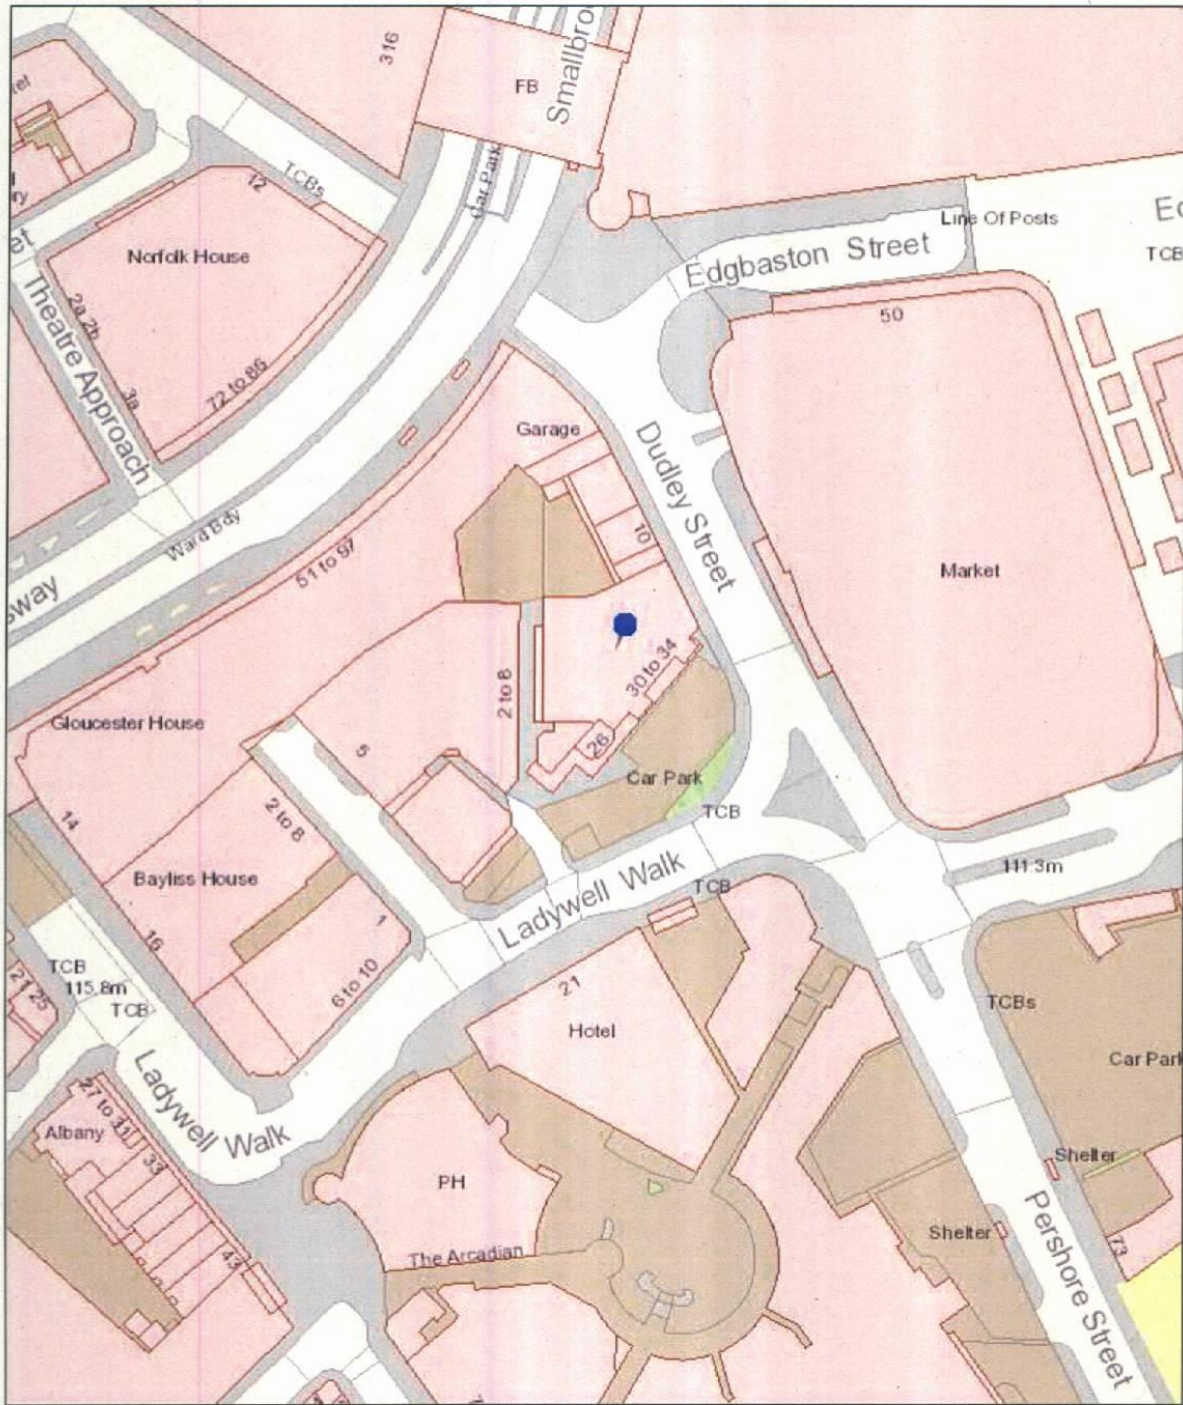 316
FB
Smallbro
Car Park
TCBs
12
Norfolk House
2a 2b
3a
72 to 86
Theatre Approach
Line Of Posts
Edgbaston Street
TCB
50
Garage
Dudley Street
10
Market
Ward Bdy
51 to 97
sway
30 to 34
2 to 8
26
Gloucester House
5
Car Park
TCB
14
2 to 8
Bayliss House
Ladywell Walk
TCB
111.3m
1
16
6 to 10
21
Hotel
TCB
115.8m
TCB
21
25
TCBs
Car Park
Ladywell Walk
27 to 31
Albany
33
43
PH
The Arcadian
Shelter
Shelter
Pershore Street
73